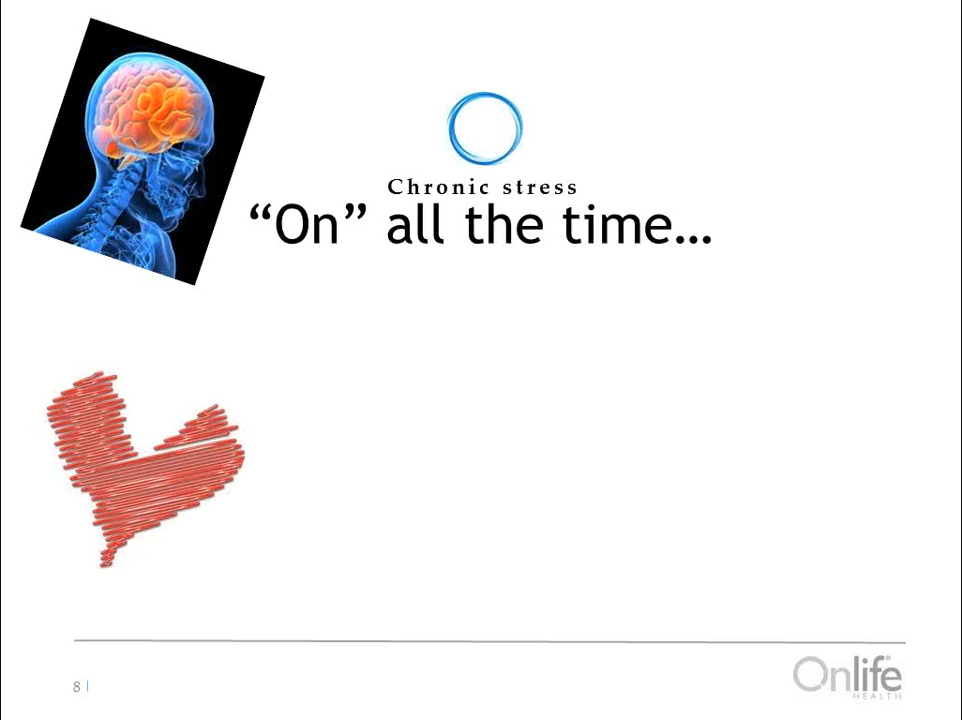 Chronic stress
“On” all the time…
8 |
Onlife
HEALTH